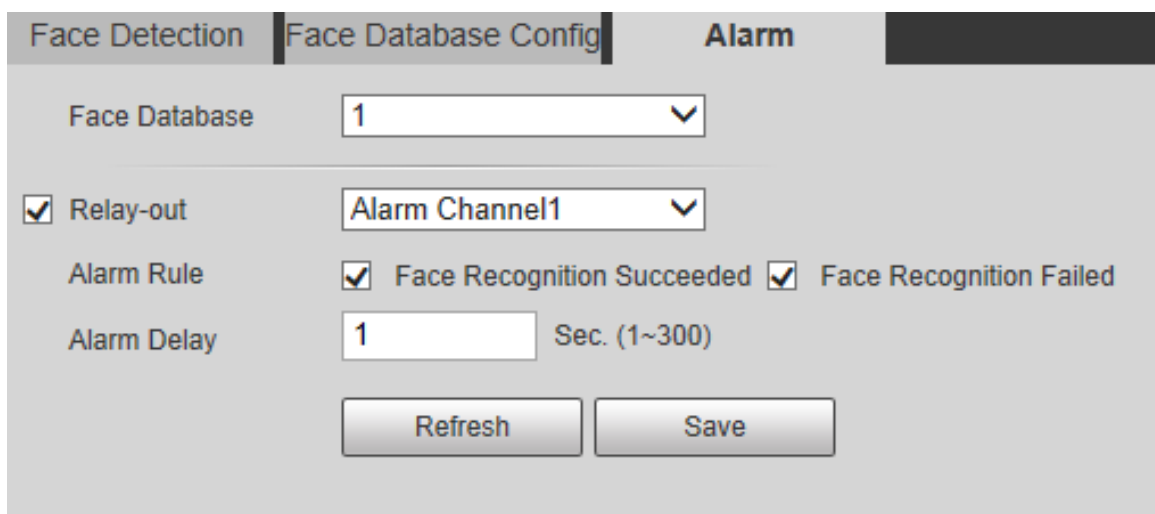 Face Detection Face Database Config Alarm
Face Database 1
Relay-out Alarm Channel1
Alarm Rule Face Recognition Succeeded Face Recognition Failed
Alarm Delay 1 Sec. (1~300)
Refresh Save